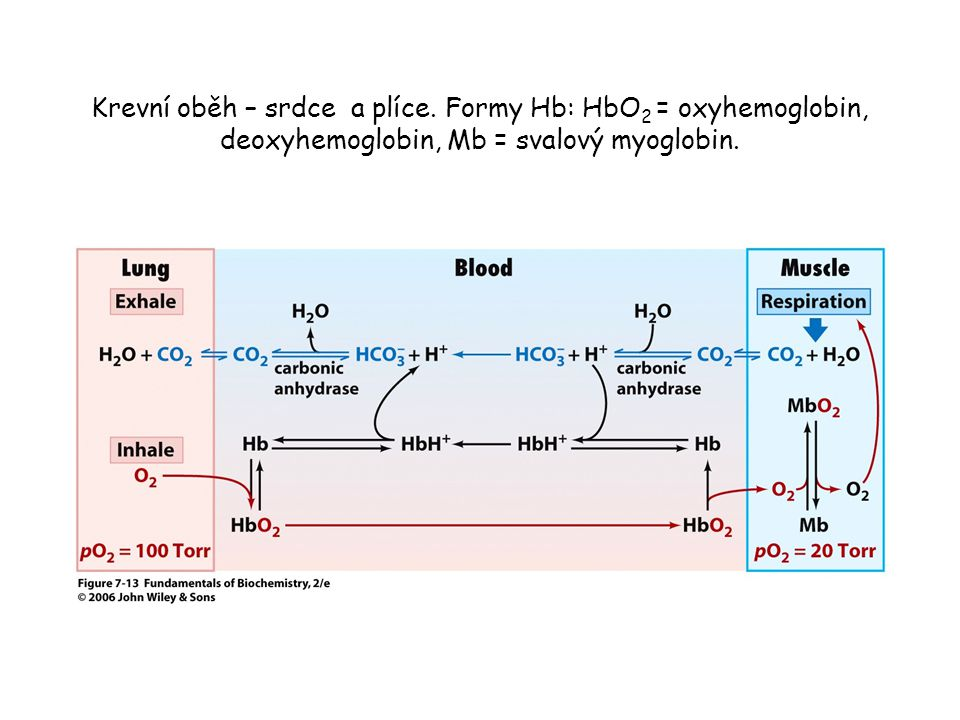 Krevní oběh – srdce a plíce. Formy Hb: HbO₂ = oxyhemoglobin,
deoxyhemoglobin, Mb = svalový myoglobin.
Lung
Blood
Muscle
Exhale
H₂O
H₂O
Respiration
H₂O + CO₂
CO₂
HCO₃⁻ + H⁺
HCO₃⁻ + H⁺
CO₂
CO₂ + H₂O
carbonic
anhydrase
carbonic
anhydrase
MbO₂
Inhale
Hb
HbH⁺
HbH⁺
Hb
O₂
O₂
O₂
HbO₂
HbO₂
Mb
pO₂ = 100 Torr
pO₂ = 20 Torr
Figure 7-13 Fundamentals of Biochemistry, 2/e
© 2006 John Wiley & Sons